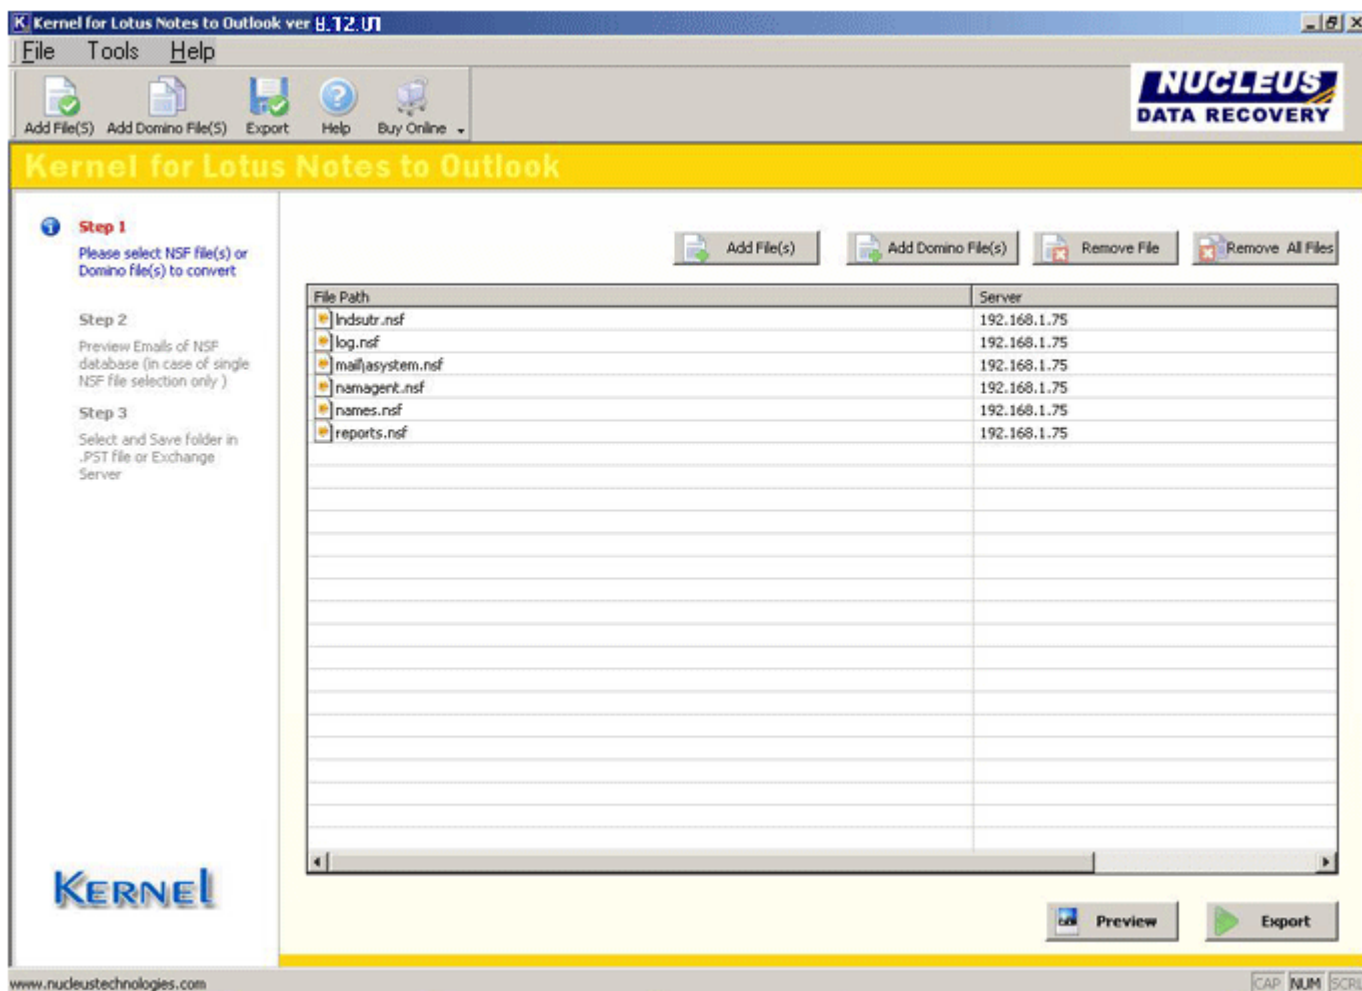 Kernel for Lotus Notes to Outlook ver 8.12.01
File Tools Help
Add File(S) Add Domino File(S) Export Help Buy Online
NUCLEUS
DATA RECOVERY
Kernel for Lotus Notes to Outlook
Step 1
Please select NSF file(s) or
Domino file(s) to convert
Step 2
Preview Emails of NSF
database (in case of single
NSF file selection only )
Step 3
Select and Save folder in
.PST file or Exchange
Server
Add File(s) Add Domino File(s) Remove File Remove All Files
File Path Server
lndsutr.nsf 192.168.1.75
log.nsf 192.168.1.75
mail\asystem.nsf 192.168.1.75
namagent.nsf 192.168.1.75
names.nsf 192.168.1.75
reports.nsf 192.168.1.75
KERNEl
Preview Export
www.nucleustechnologies.com CAP NUM SCRL